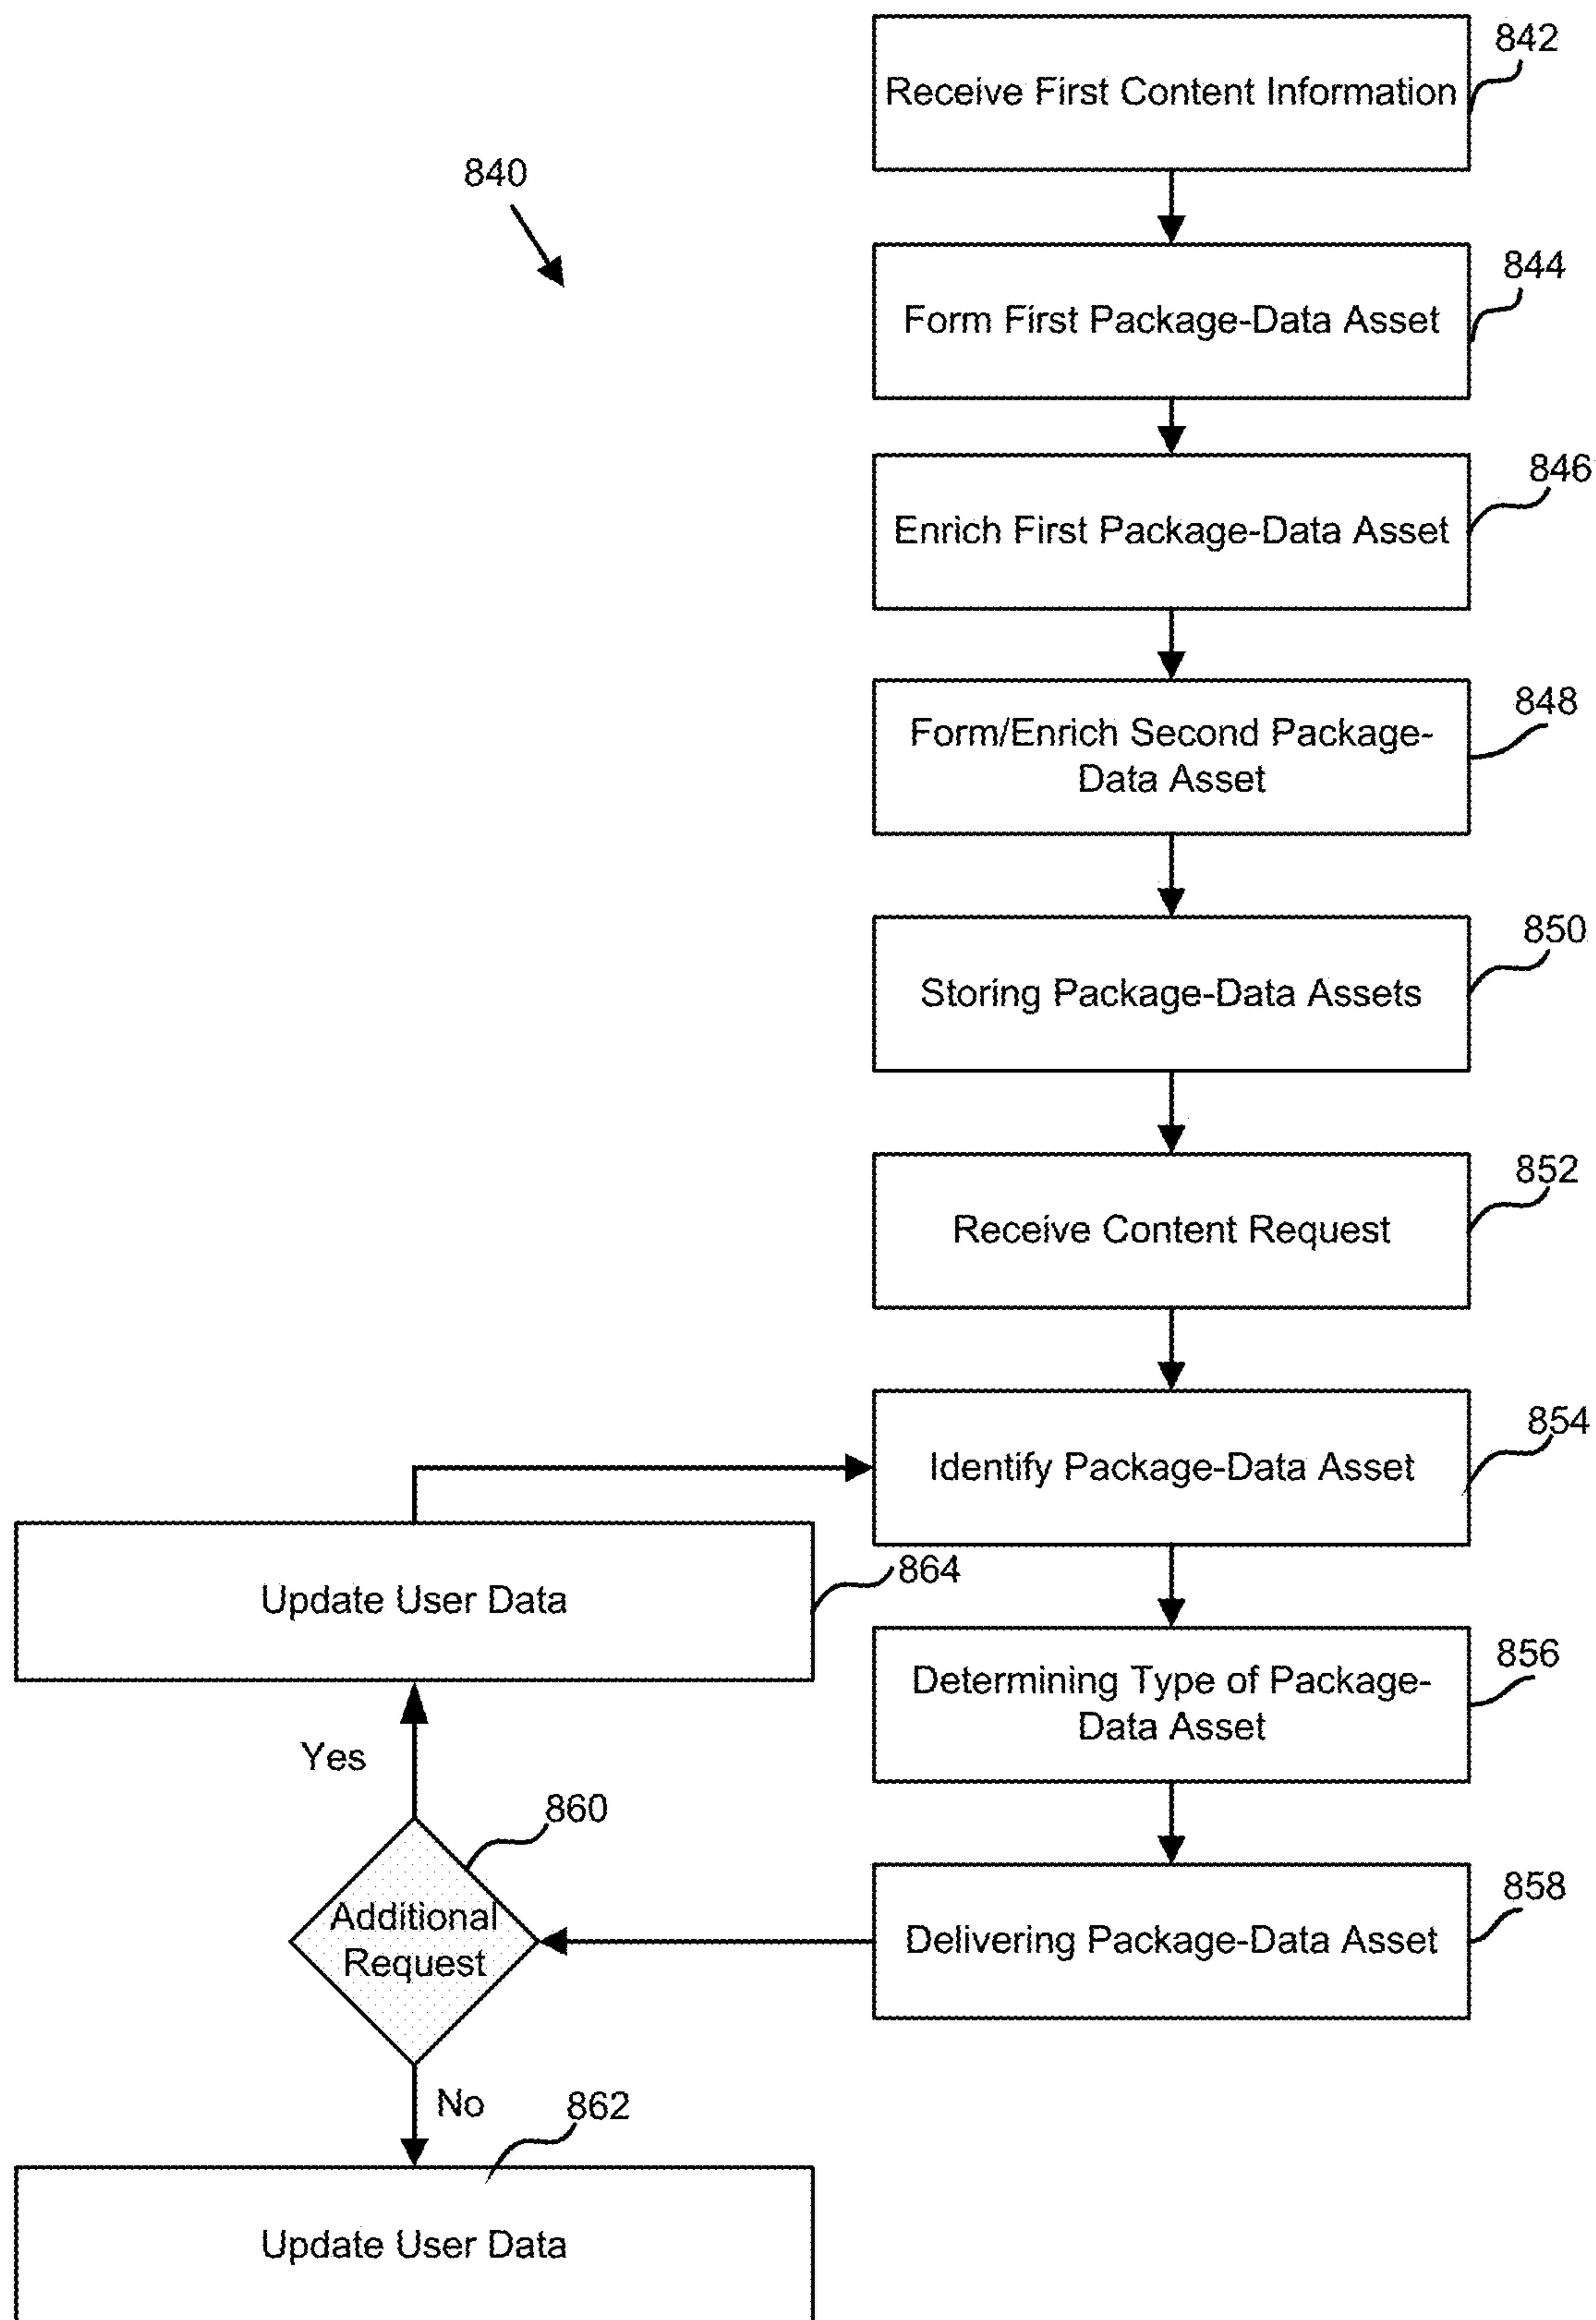 842
Receive First Content Information
840
844
Form First Package-Data Asset
846
Enrich First Package-Data Asset
848
Form/Enrich Second Package-
Data Asset
850
Storing Package-Data Assets
852
Receive Content Request
854
Identify Package-Data Asset
864
Update User Data
856
Determining Type of Package-
Data Asset
Yes
860
858
Additional
Request
Delivering Package-Data Asset
No
862
Update User Data